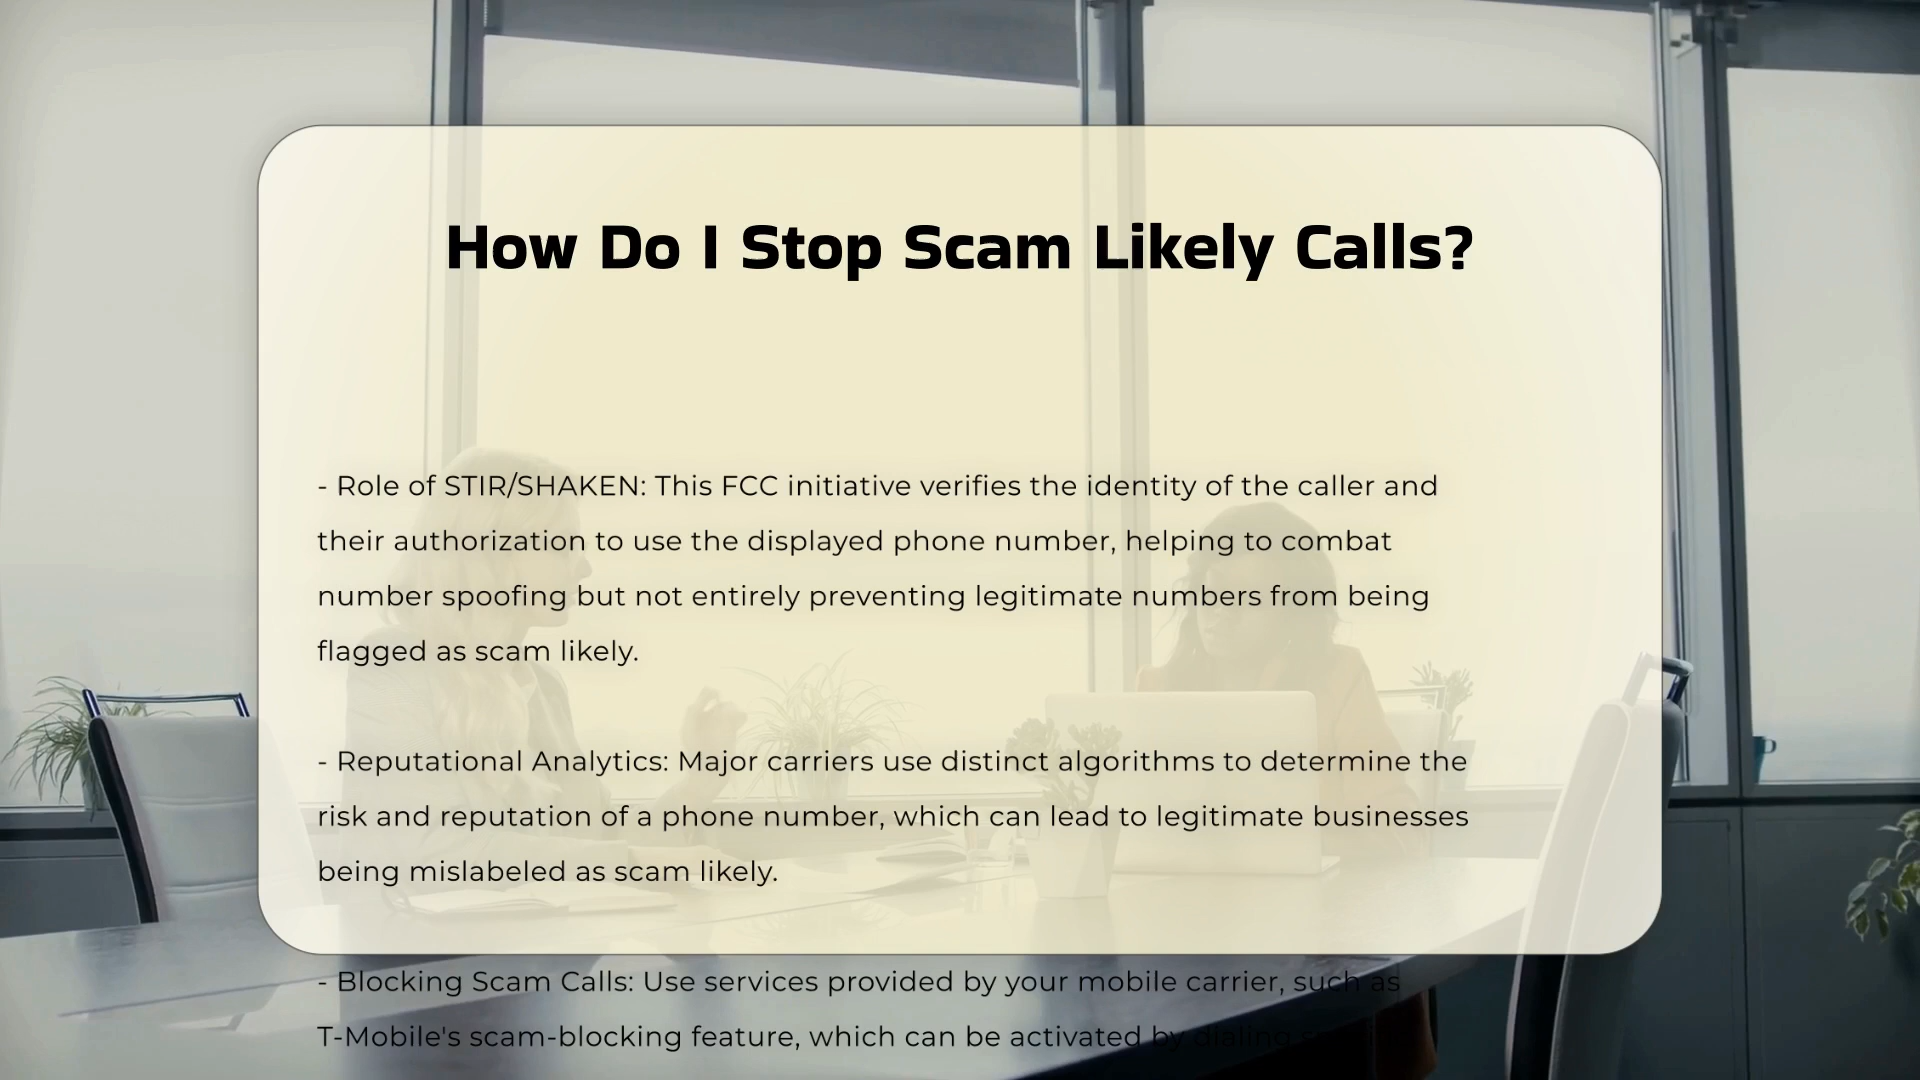 How Do I Stop Scam Likely Calls?
- Role of STIR/SHAKEN: This FCC initiative verifies the identity of the caller and
their authorization to use the displayed phone number, helping to combat
number spoofing but not entirely preventing legitimate numbers from being
flagged as scam likely.
- Reputational Analytics: Major carriers use distinct algorithms to determine the
risk and reputation of a phone number, which can lead to legitimate businesses
being mislabeled as scam likely.
- Blocking Scam Calls: Use services provided by your mobile carrier, such as
T-Mobile's scam-blocking feature, which can be activated by dialing